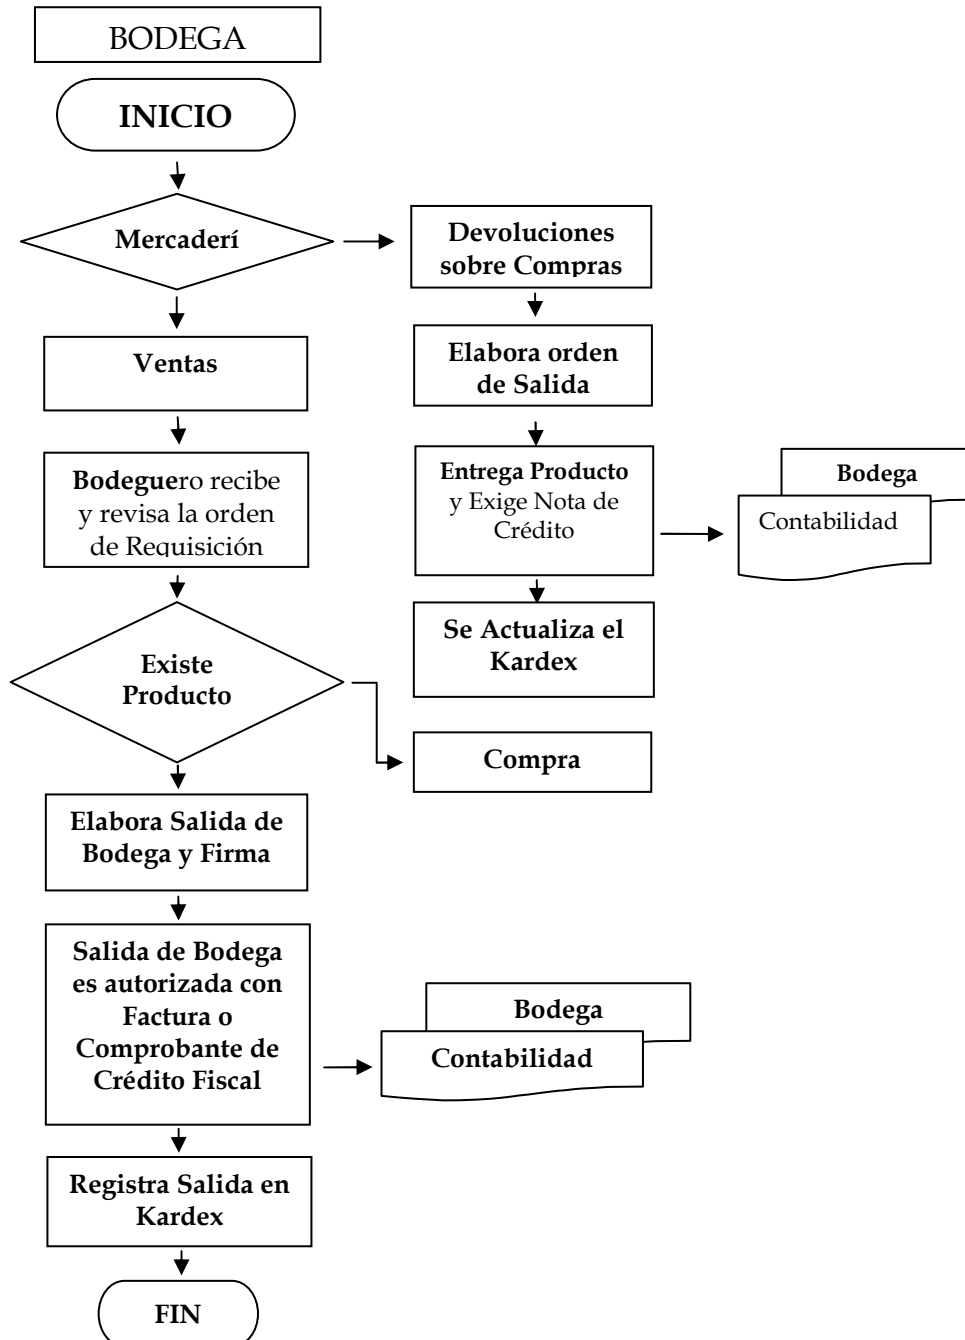 BODEGA
INICIO
Mercaderí
Devoluciones
sobre Compras
Ventas
Elabora orden
de Salida
Bodeguero recibe
y revisa la orden
de Requisición
Entrega Producto
y Exige Nota de
Crédito
Bodega
Contabilidad
Se Actualiza el
Kardex
Existe
Producto
Compra
Elabora Salida de
Bodega y Firma
Salida de Bodega
es autorizada con
Factura o
Comprobante de
Crédito Fiscal
Bodega
Contabilidad
Registra Salida en
Kardex
FIN